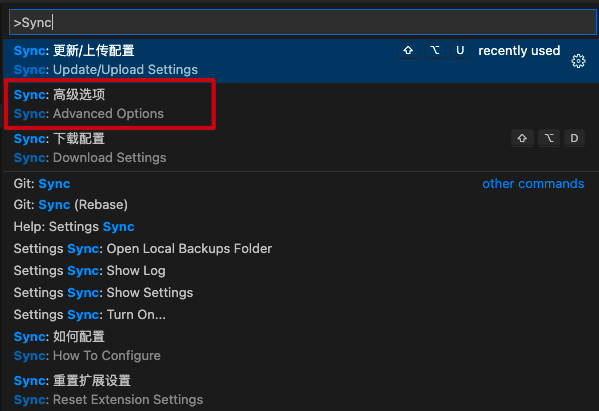 >Sync
Sync: 更新/上传配置 ⇧ ⌥ U recently used
Sync: Update/Upload Settings
Sync: 高级选项
Sync: Advanced Options
Sync: 下载配置 ⇧ ⌥ D
Sync: Download Settings
Git: Sync other commands
Git: Sync (Rebase)
Help: Settings Sync
Settings Sync: Open Local Backups Folder
Settings Sync: Show Log
Settings Sync: Show Settings
Settings Sync: Turn On...
Sync: 如何配置
Sync: How To Configure
Sync: 重置扩展设置
Sync: Reset Extension Settings